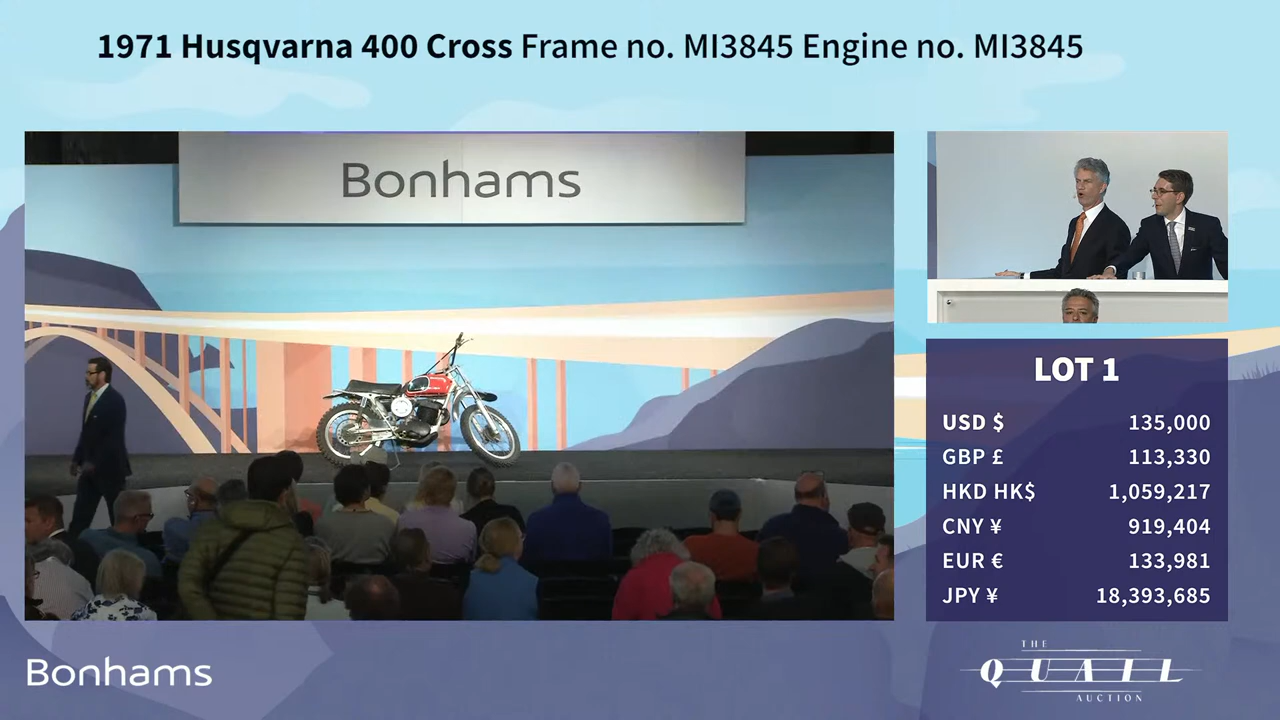 1971 Husqvarna 400 Cross Frame no. MI3845 Engine no. MI3845
Bonhams
LOT 1
USD $ 135,000
GBP £ 113,330
HKD HK$ 1,059,217
CNY ¥ 919,404
EUR € 133,981
JPY ¥ 18,393,685
Bonhams
THE
QUAIL
AUCTION